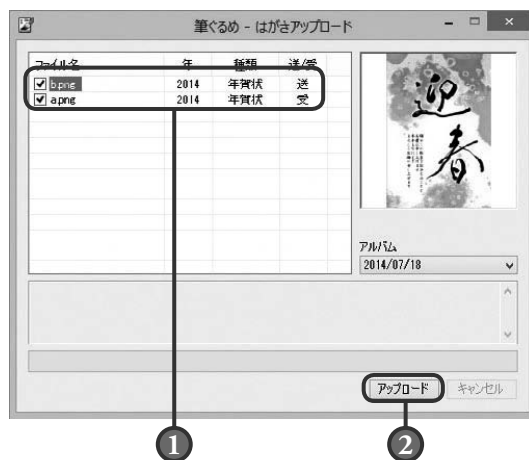 筆ぐるめ - はがきアップロード
ファイル名 年 種類 送/受
b.png 2014 年賀状 送
a.png 2014 年賀状 受
迎春
アルバム
2014/07/18
アップロード キャンセル
1 2